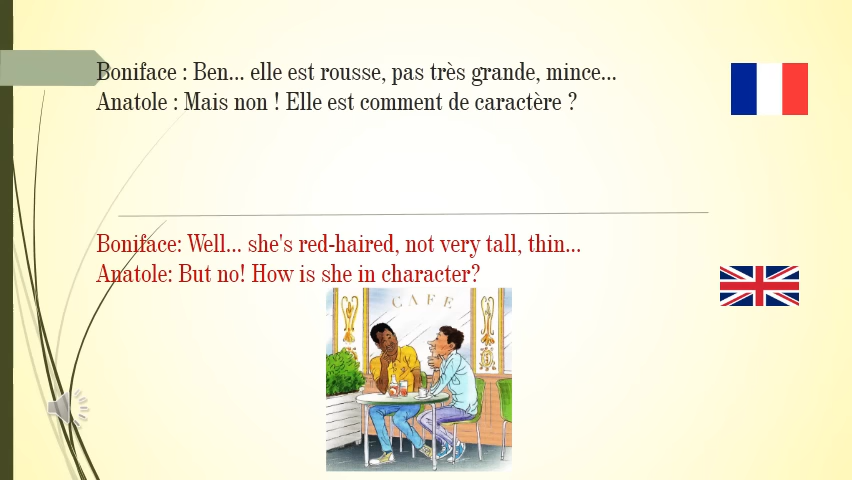 Boniface : Ben... elle est rousse, pas très grande, mince...
Anatole : Mais non ! Elle est comment de caractère ?
Boniface: Well... she's red-haired, not very tall, thin...
Anatole: But no! How is she in character?
CAFE